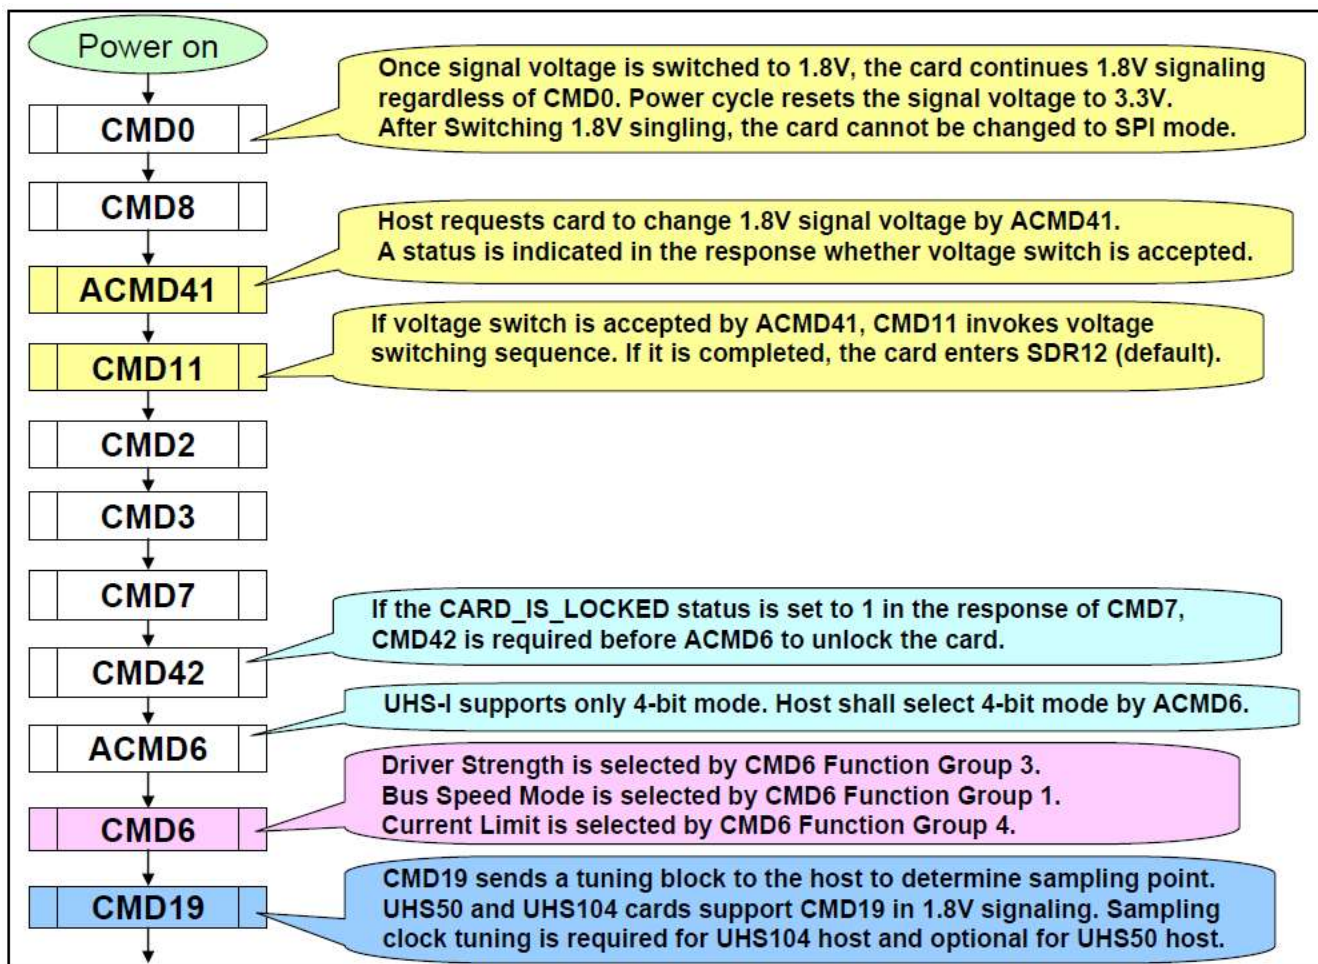 Power on
CMD0
Once signal voltage is switched to 1.8V, the card continues 1.8V signaling
regardless of CMD0. Power cycle resets the signal voltage to 3.3V.
After Switching 1.8V singling, the card cannot be changed to SPI mode.
CMD8
ACMD41
Host requests card to change 1.8V signal voltage by ACMD41.
A status is indicated in the response whether voltage switch is accepted.
CMD11
If voltage switch is accepted by ACMD41, CMD11 invokes voltage
switching sequence. If it is completed, the card enters SDR12 (default).
CMD2
CMD3
CMD7
CMD42
If the CARD_IS_LOCKED status is set to 1 in the response of CMD7,
CMD42 is required before ACMD6 to unlock the card.
ACMD6
UHS-I supports only 4-bit mode. Host shall select 4-bit mode by ACMD6.
CMD6
Driver Strength is selected by CMD6 Function Group 3.
Bus Speed Mode is selected by CMD6 Function Group 1.
Current Limit is selected by CMD6 Function Group 4.
CMD19
CMD19 sends a tuning block to the host to determine sampling point.
UHS50 and UHS104 cards support CMD19 in 1.8V signaling. Sampling
clock tuning is required for UHS104 host and optional for UHS50 host.